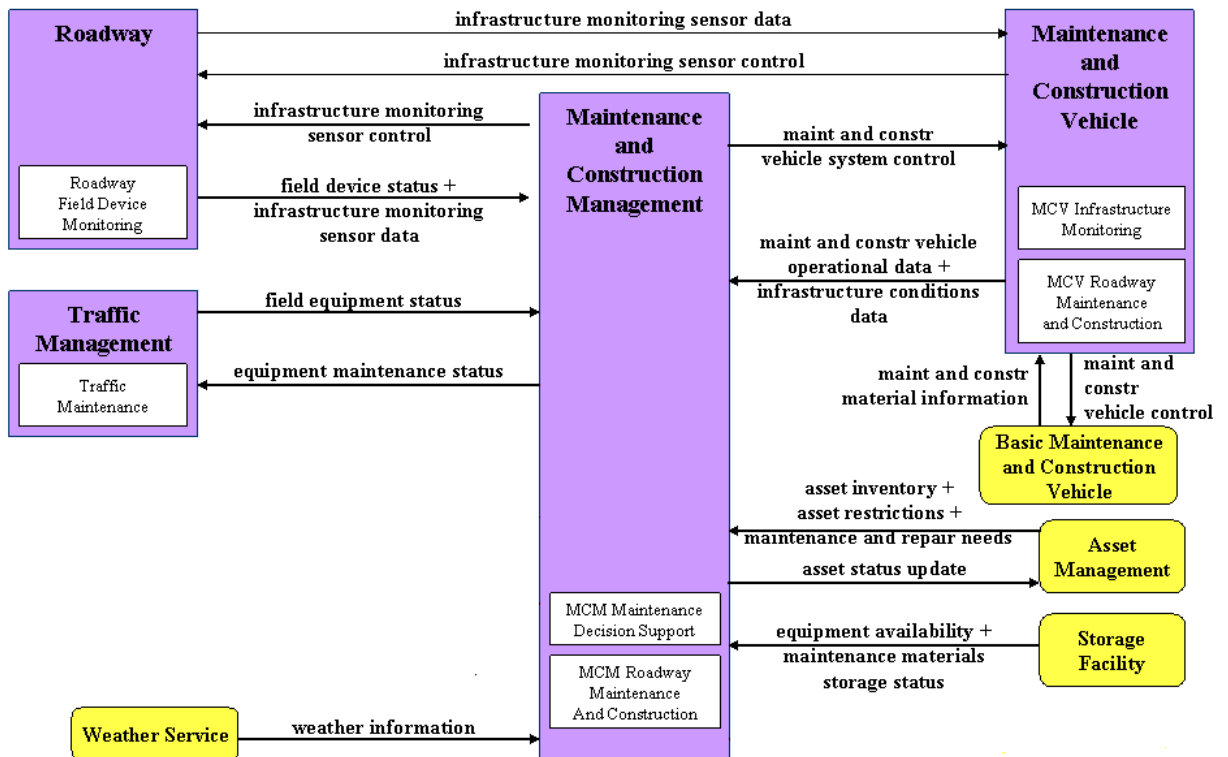 infrastructure monitoring sensor data
Roadway
Maintenance
and
Construction
Vehicle
infrastructure monitoring sensor control
infrastructure monitoring
sensor control
Maintenance
and
Construction
Management
maint and constr
vehicle system control
Roadway
Field Device
Monitoring
field device status +
infrastructure monitoring
sensor data
MCV Infrastructure
Monitoring
maint and constr vehicle
operational data +
infrastructure conditions
data
MCV Roadway
Maintenance
and Construction
field equipment status
Traffic
Management
equipment maintenance status
Traffic
Maintenance
maint and constr
material information
maint and
constr
vehicle control
Basic Maintenance
and Construction
Vehicle
asset inventory +
asset restrictions +
maintenance and repair needs
Asset
Management
asset status update
MCM Maintenance
Decision Support
equipment availability +
maintenance materials
storage status
Storage
Facility
MCM Roadway
Maintenance
And Construction
Weather Service
weather information